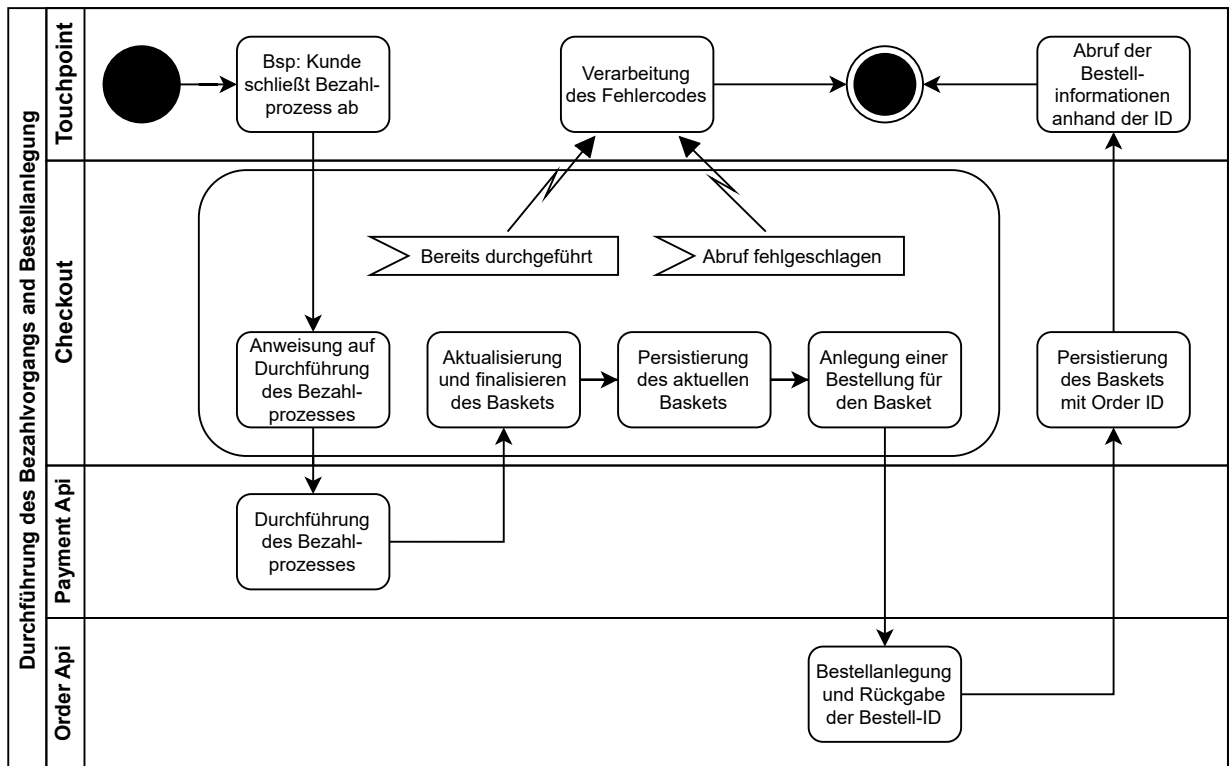 Durchführung des Bezahlvorgangs and Bestellanlegung
Touchpoint
Bsp: Kunde
schließt Bezahl-
prozess ab
Verarbeitung
des Fehlercodes
Abruf der
Bestell-
informationen
anhand der ID
Checkout
Bereits durchgeführt
Abruf fehlgeschlagen
Anweisung auf
Durchführung
des Bezahl-
prozesses
Aktualisierung
und finalisieren
des Baskets
Persistierung
des aktuellen
Baskets
Anlegung einer
Bestellung für
den Basket
Persistierung
des Baskets
mit Order ID
Payment Api
Durchführung
des Bezahl-
prozesses
Order Api
Bestellanlegung
und Rückgabe
der Bestell-ID